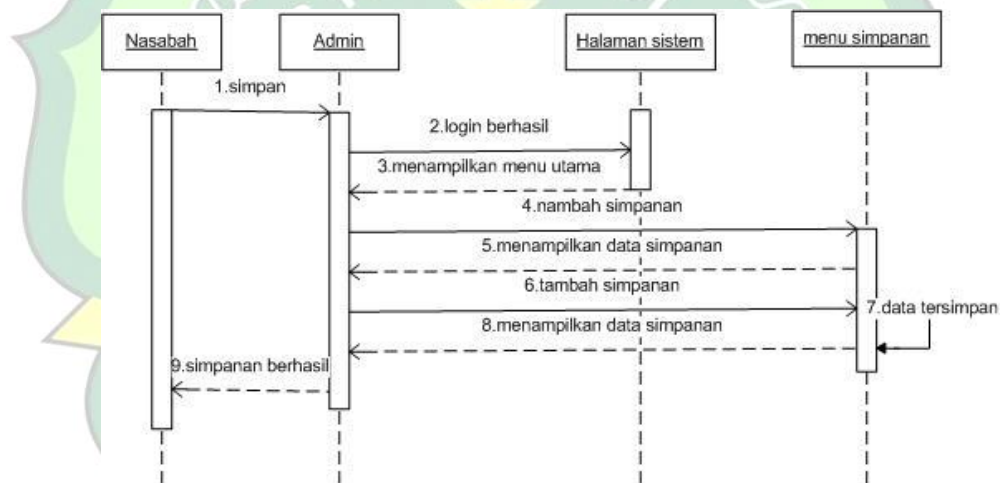 Nasabah
Admin
Halaman sistem
menu simpanan
1.simpan
2.login berhasil
3.menampilkan menu utama
4.nambah simpanan
5.menampilkan data simpanan
6.tambah simpanan
7.data tersimpan
8.menampilkan data simpanan
9.simpanan berhasil